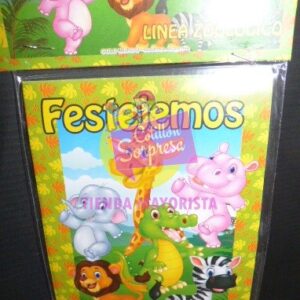 LINEA ZOOLOGICO
Festejemos
Cotillón
Sorpresa
TIENDA MAYORISTA